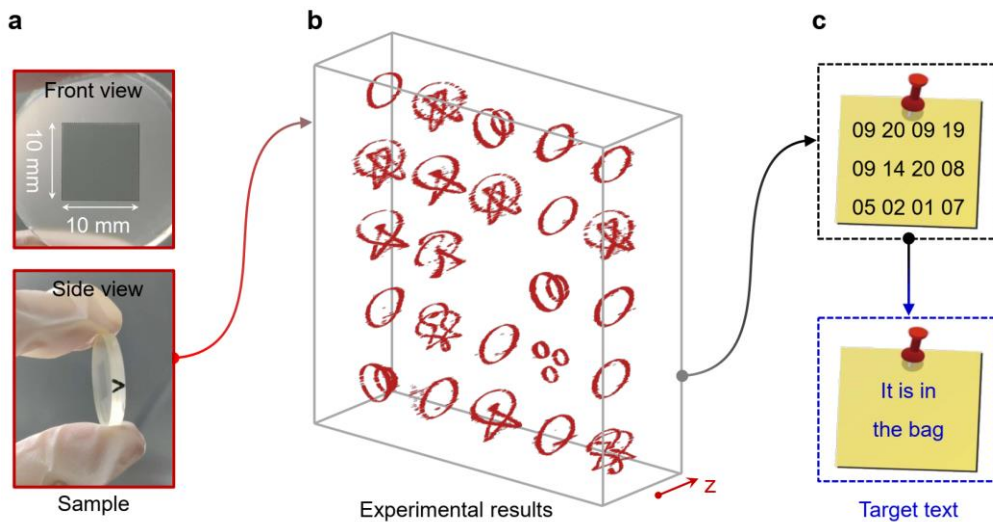 a
Front view
10 mm
10 mm
Side view
Sample
b
z
Experimental results
c
09 20 09 19
09 14 20 08
05 02 01 07
It is in
the bag
Target text